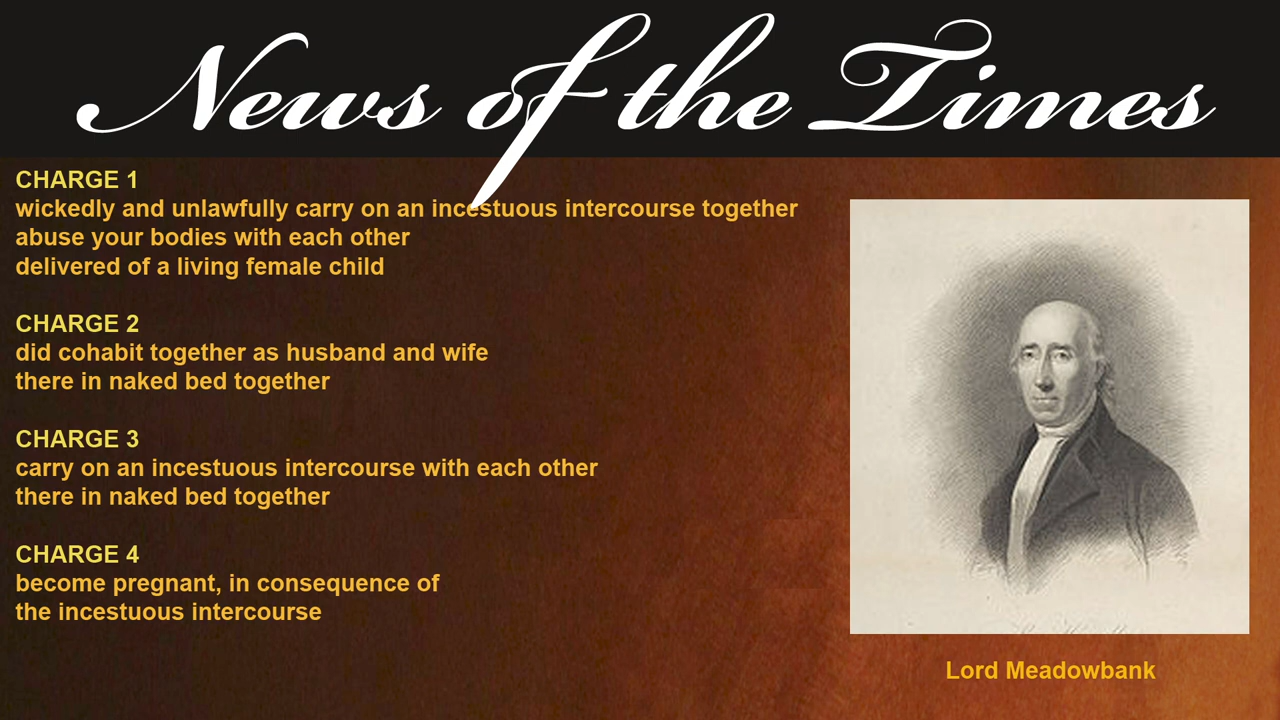 News of the Times
CHARGE 1
wickedly and unlawfully carry on an incestuous intercourse together
abuse your bodies with each other
delivered of a living female child
CHARGE 2
did cohabit together as husband and wife
there in naked bed together
CHARGE 3
carry on an incestuous intercourse with each other
there in naked bed together
CHARGE 4
become pregnant, in consequence of
the incestuous intercourse
Lord Meadowbank